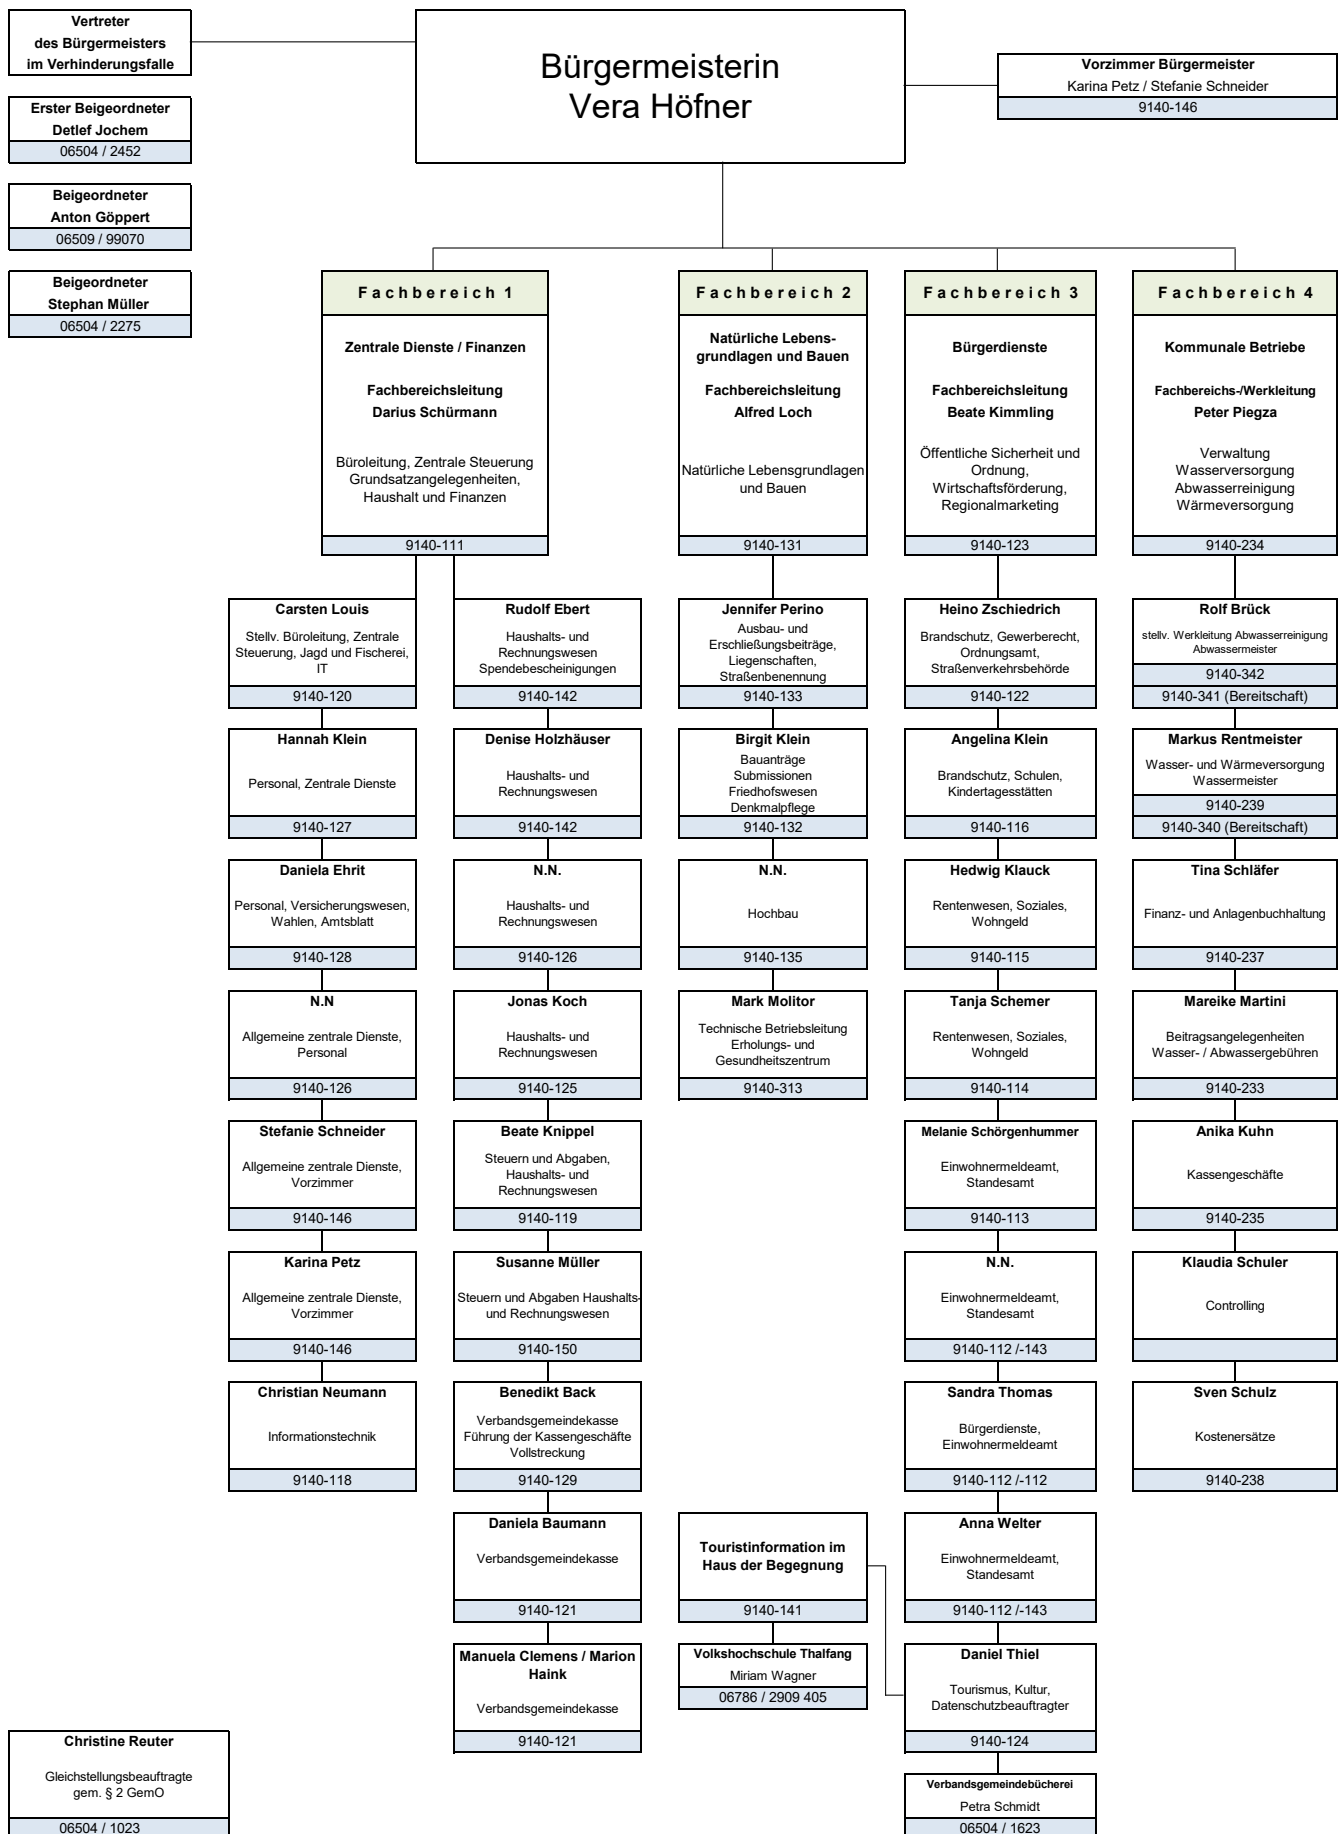 Vertreter
des Bürgermeisters
im Verhinderungsfalle
Bürgermeisterin
Vera Höfner
Vorzimmer Bürgermeister
Karina Petz / Stefanie Schneider
9140-146
Erster Beigeordneter
Detlef Jochem
06504 / 2452
Beigeordneter
Anton Göppert
06509 / 99070
Beigeordneter
Stephan Müller
06504 / 2275
Fachbereich 1
Zentrale Dienste / Finanzen
Fachbereichsleitung
Darius Schürmann
Büroleitung, Zentrale Steuerung
Grundsatzangelegenheiten,
Haushalt und Finanzen
9140-111
Fachbereich 2
Natürliche Lebens-
grundlagen und Bauen
Fachbereichsleitung
Alfred Loch
Natürliche Lebensgrundlagen
und Bauen
9140-131
Fachbereich 3
Bürgerdienste
Fachbereichsleitung
Beate Kimmling
Öffentliche Sicherheit und
Ordnung,
Wirtschaftsförderung,
Regionalmarketing
9140-123
Fachbereich 4
Kommunale Betriebe
Fachbereichs-/Werkleitung
Peter Piegza
Verwaltung
Wasserversorgung
Abwasserreinigung
Wärmeversorgung
9140-234
Carsten Louis
Stellv. Büroleitung, Zentrale
Steuerung, Jagd und Fischerei,
IT
9140-120
Hannah Klein
Personal, Zentrale Dienste
9140-127
Daniela Ehrit
Personal, Versicherungswesen,
Wahlen, Amtsblatt
9140-128
N.N
Allgemeine zentrale Dienste,
Personal
9140-126
Stefanie Schneider
Allgemeine zentrale Dienste,
Vorzimmer
9140-146
Karina Petz
Allgemeine zentrale Dienste,
Vorzimmer
9140-146
Christian Neumann
Informationstechnik
9140-118
Rudolf Ebert
Haushalts- und
Rechnungswesen
Spendebescheinigungen
9140-142
Denise Holzhäuser
Haushalts- und
Rechnungswesen
9140-142
N.N.
Haushalts- und
Rechnungswesen
9140-126
Jonas Koch
Haushalts- und
Rechnungswesen
9140-125
Beate Knippel
Steuern und Abgaben,
Haushalts- und
Rechnungswesen
9140-119
Susanne Müller
Steuern und Abgaben Haushalts-
und Rechnungswesen
9140-150
Benedikt Back
Verbandsgemeindekasse
Führung der Kassengeschäfte
Vollstreckung
9140-129
Daniela Baumann
Verbandsgemeindekasse
9140-121
Manuela Clemens / Marion
Haink
Verbandsgemeindekasse
9140-121
Jennifer Perino
Ausbau- und
Erschließungsbeiträge,
Liegenschaften,
Straßenbenennung
9140-133
Birgit Klein
Bauanträge
Submissionen
Friedhofswesen
Denkmalpflege
9140-132
N.N.
Hochbau
9140-135
Mark Molitor
Technische Betriebsleitung
Erholungs- und
Gesundheitszentrum
9140-313
Touristinformation im
Haus der Begegnung
9140-141
Volkshochschule Thalfang
Miriam Wagner
06786 / 2909 405
Heino Zschiedrich
Brandschutz, Gewerberecht,
Ordnungsamt,
Straßenverkehrsbehörde
9140-122
Angelina Klein
Brandschutz, Schulen,
Kindertagesstätten
9140-116
Hedwig Klauck
Rentenwesen, Soziales,
Wohngeld
9140-115
Tanja Schemer
Rentenwesen, Soziales,
Wohngeld
9140-114
Melanie Schörgenhummer
Einwohnermeldeamt,
Standesamt
9140-113
N.N.
Einwohnermeldeamt,
Standesamt
9140-112 /-143
Sandra Thomas
Bürgerdienste,
Einwohnermeldeamt
9140-112 /-112
Anna Welter
Einwohnermeldeamt,
Standesamt
9140-112 /-143
Daniel Thiel
Tourismus, Kultur,
Datenschutzbeauftragter
9140-124
Verbandsgemeindebücherei
Petra Schmidt
06504 / 1623
Rolf Brück
stellv. Werkleitung Abwasserreinigung
Abwassermeister
9140-342
9140-341 (Bereitschaft)
Markus Rentmeister
Wasser- und Wärmeversorgung
Wassermeister
9140-239
9140-340 (Bereitschaft)
Tina Schläfer
Finanz- und Anlagenbuchhaltung
9140-237
Mareike Martini
Beitragsangelegenheiten
Wasser- / Abwassergebühren
9140-233
Anika Kuhn
Kassengeschäfte
9140-235
Klaudia Schuler
Controlling
Sven Schulz
Kostenersätze
9140-238
Christine Reuter
Gleichstellungsbeauftragte
gem. § 2 GemO
06504 / 1023